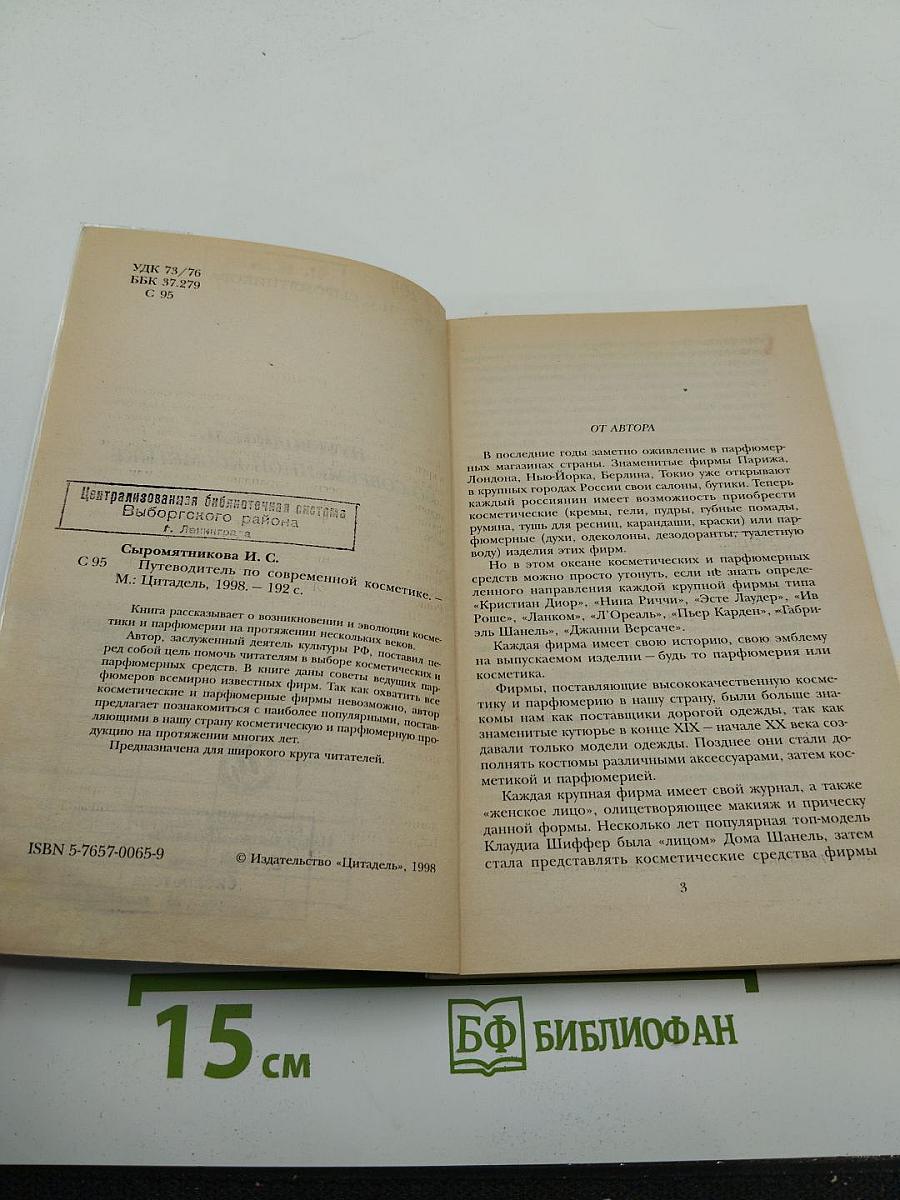 УДК 73/76
ББК 37.279
С 95
Централизованная библиотечная система
Выборгского района
г. Ленинграда
Сыромятникова И. С.
С 95 Путеводитель по современной косметике. –
М.: Цитадель, 1998. – 192 с.
Книга рассказывает о возникновении и эволюции косме-
тики и парфюмерии на протяжении нескольких веков.
Автор, заслуженный деятель культуры РФ, поставил пе-
ред собой цель помочь читателям в выборе косметических и
парфюмерных средств. В книге даны советы ведущих пар-
фюмеров всемирно известных фирм. Так как охватить все
косметические и парфюмерные фирмы невозможно, автор
предлагает познакомиться с наиболее популярными, постав-
ляющими в нашу страну косметическую и парфюмерную про-
дукцию на протяжении многих лет.
Предназначена для широкого круга читателей.
ISBN 5-7657-0065-9
© Издательство «Цитадель», 1998
ОТ АВТОРА
В последние годы заметно оживление в парфюмер-
ных магазинах страны. Знаменитые фирмы Парижа,
Лондона, Нью-Йорка, Берлина, Токио уже открывают
в крупных городах России свои салоны, бутики. Теперь
каждый россиянин имеет возможность приобрести
косметические (кремы, гели, пудры, губные помады,
румяна, тушь для ресниц, карандаши, краски) или пар-
фюмерные (духи, одеколоны, дезодоранты, туалетную
воду) изделия этих фирм.
Но в этом океане косметических и парфюмерных
средств можно просто утонуть, если не знать опреде-
ленного направления каждой крупной фирмы типа
«Кристиан Диор», «Нина Риччи», «Эсте Лаудер», «Ив
Роше», «Ланком», «Л'Ореаль», «Пьер Карден», «Габри-
эль Шанель», «Джанни Версаче».
Каждая фирма имеет свою историю, свою эмблему
на выпускаемом изделии – будь то парфюмерия или
косметика.
Фирмы, поставляющие высококачественную косме-
тику и парфюмерию в нашу страну, были больше зна-
комы нам как поставщики дорогой одежды, так как
знаменитые кутюрье в конце XIX – начале XX века соз-
давали только модели одежды. Позднее они стали до-
полнять костюмы различными аксессуарами, затем кос-
метикой и парфюмерией.
Каждая крупная фирма имеет свой журнал, а также
«женское лицо», олицетворяющее макияж и прическу
данной формы. Несколько лет популярная топ-модель
Клаудиа Шиффер была «лицом» Дома Шанель, затем
стала представлять косметические средства фирмы
3
15 см
БФ БИБЛИОФАН